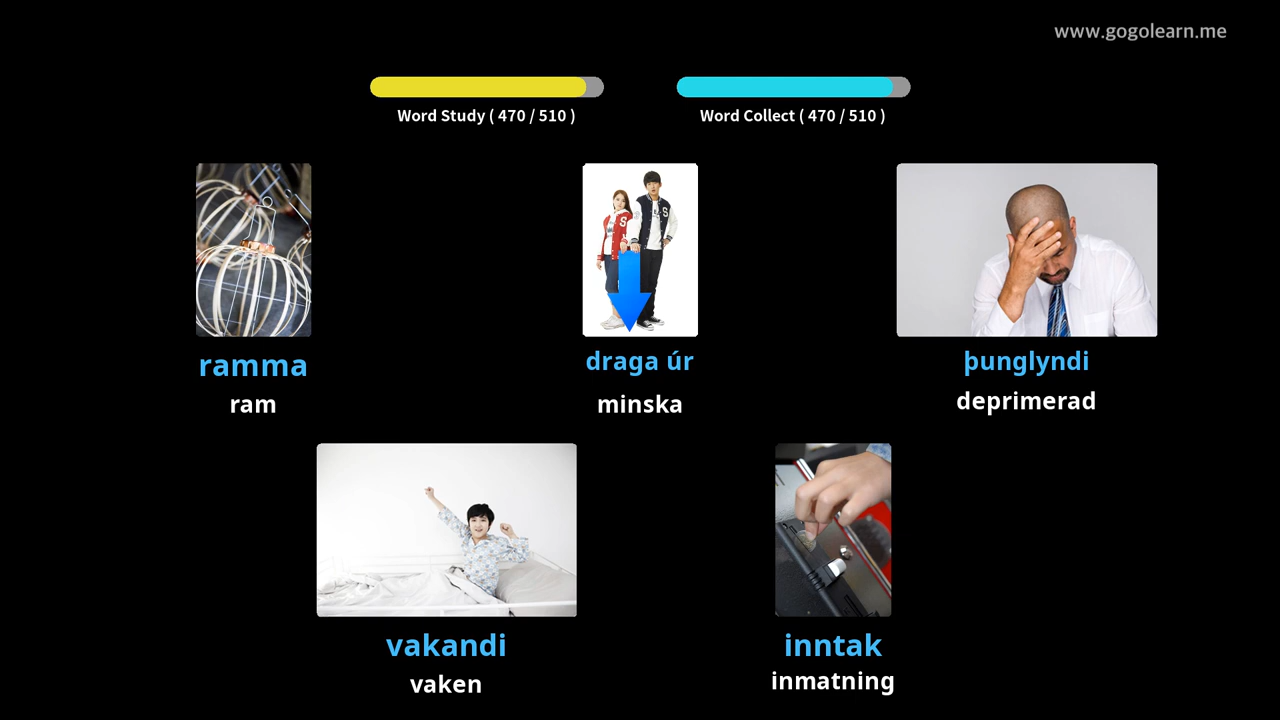 www.gogolearn.me
Word Study ( 470 / 510 )
Word Collect ( 470 / 510 )
ramma
ram
draga úr
minska
þunglyndi
deprimerad
vakandi
vaken
inntak
inmatning